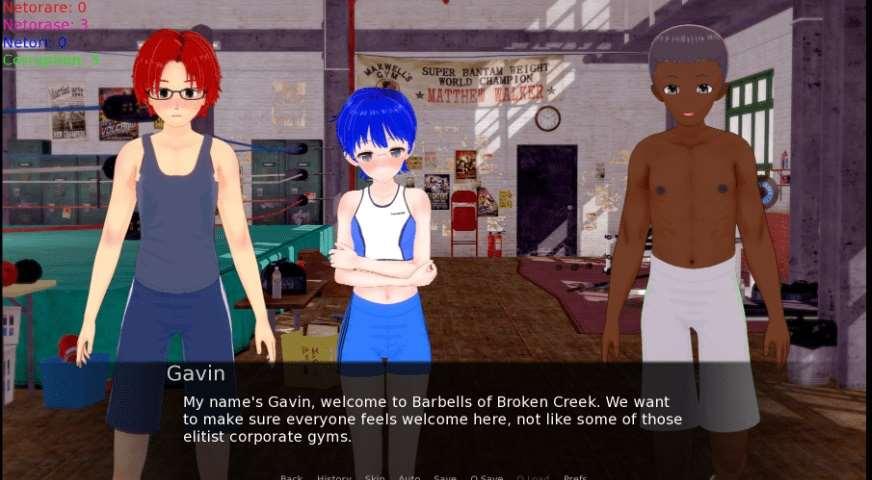 Netorare: 0
Netorase: 3
Netori: 0
Corruption: 3
MAXWELL'S
GYM
SUPER BANTAM WEIGHT
WORLD CHAMPION
MATTHEW WALKER
Gavin
My name's Gavin, welcome to Barbells of Broken Creek. We want
to make sure everyone feels welcome here, not like some of those
elitist corporate gyms.
Back History Skip Auto Save Q.Save Q.Load Prefs